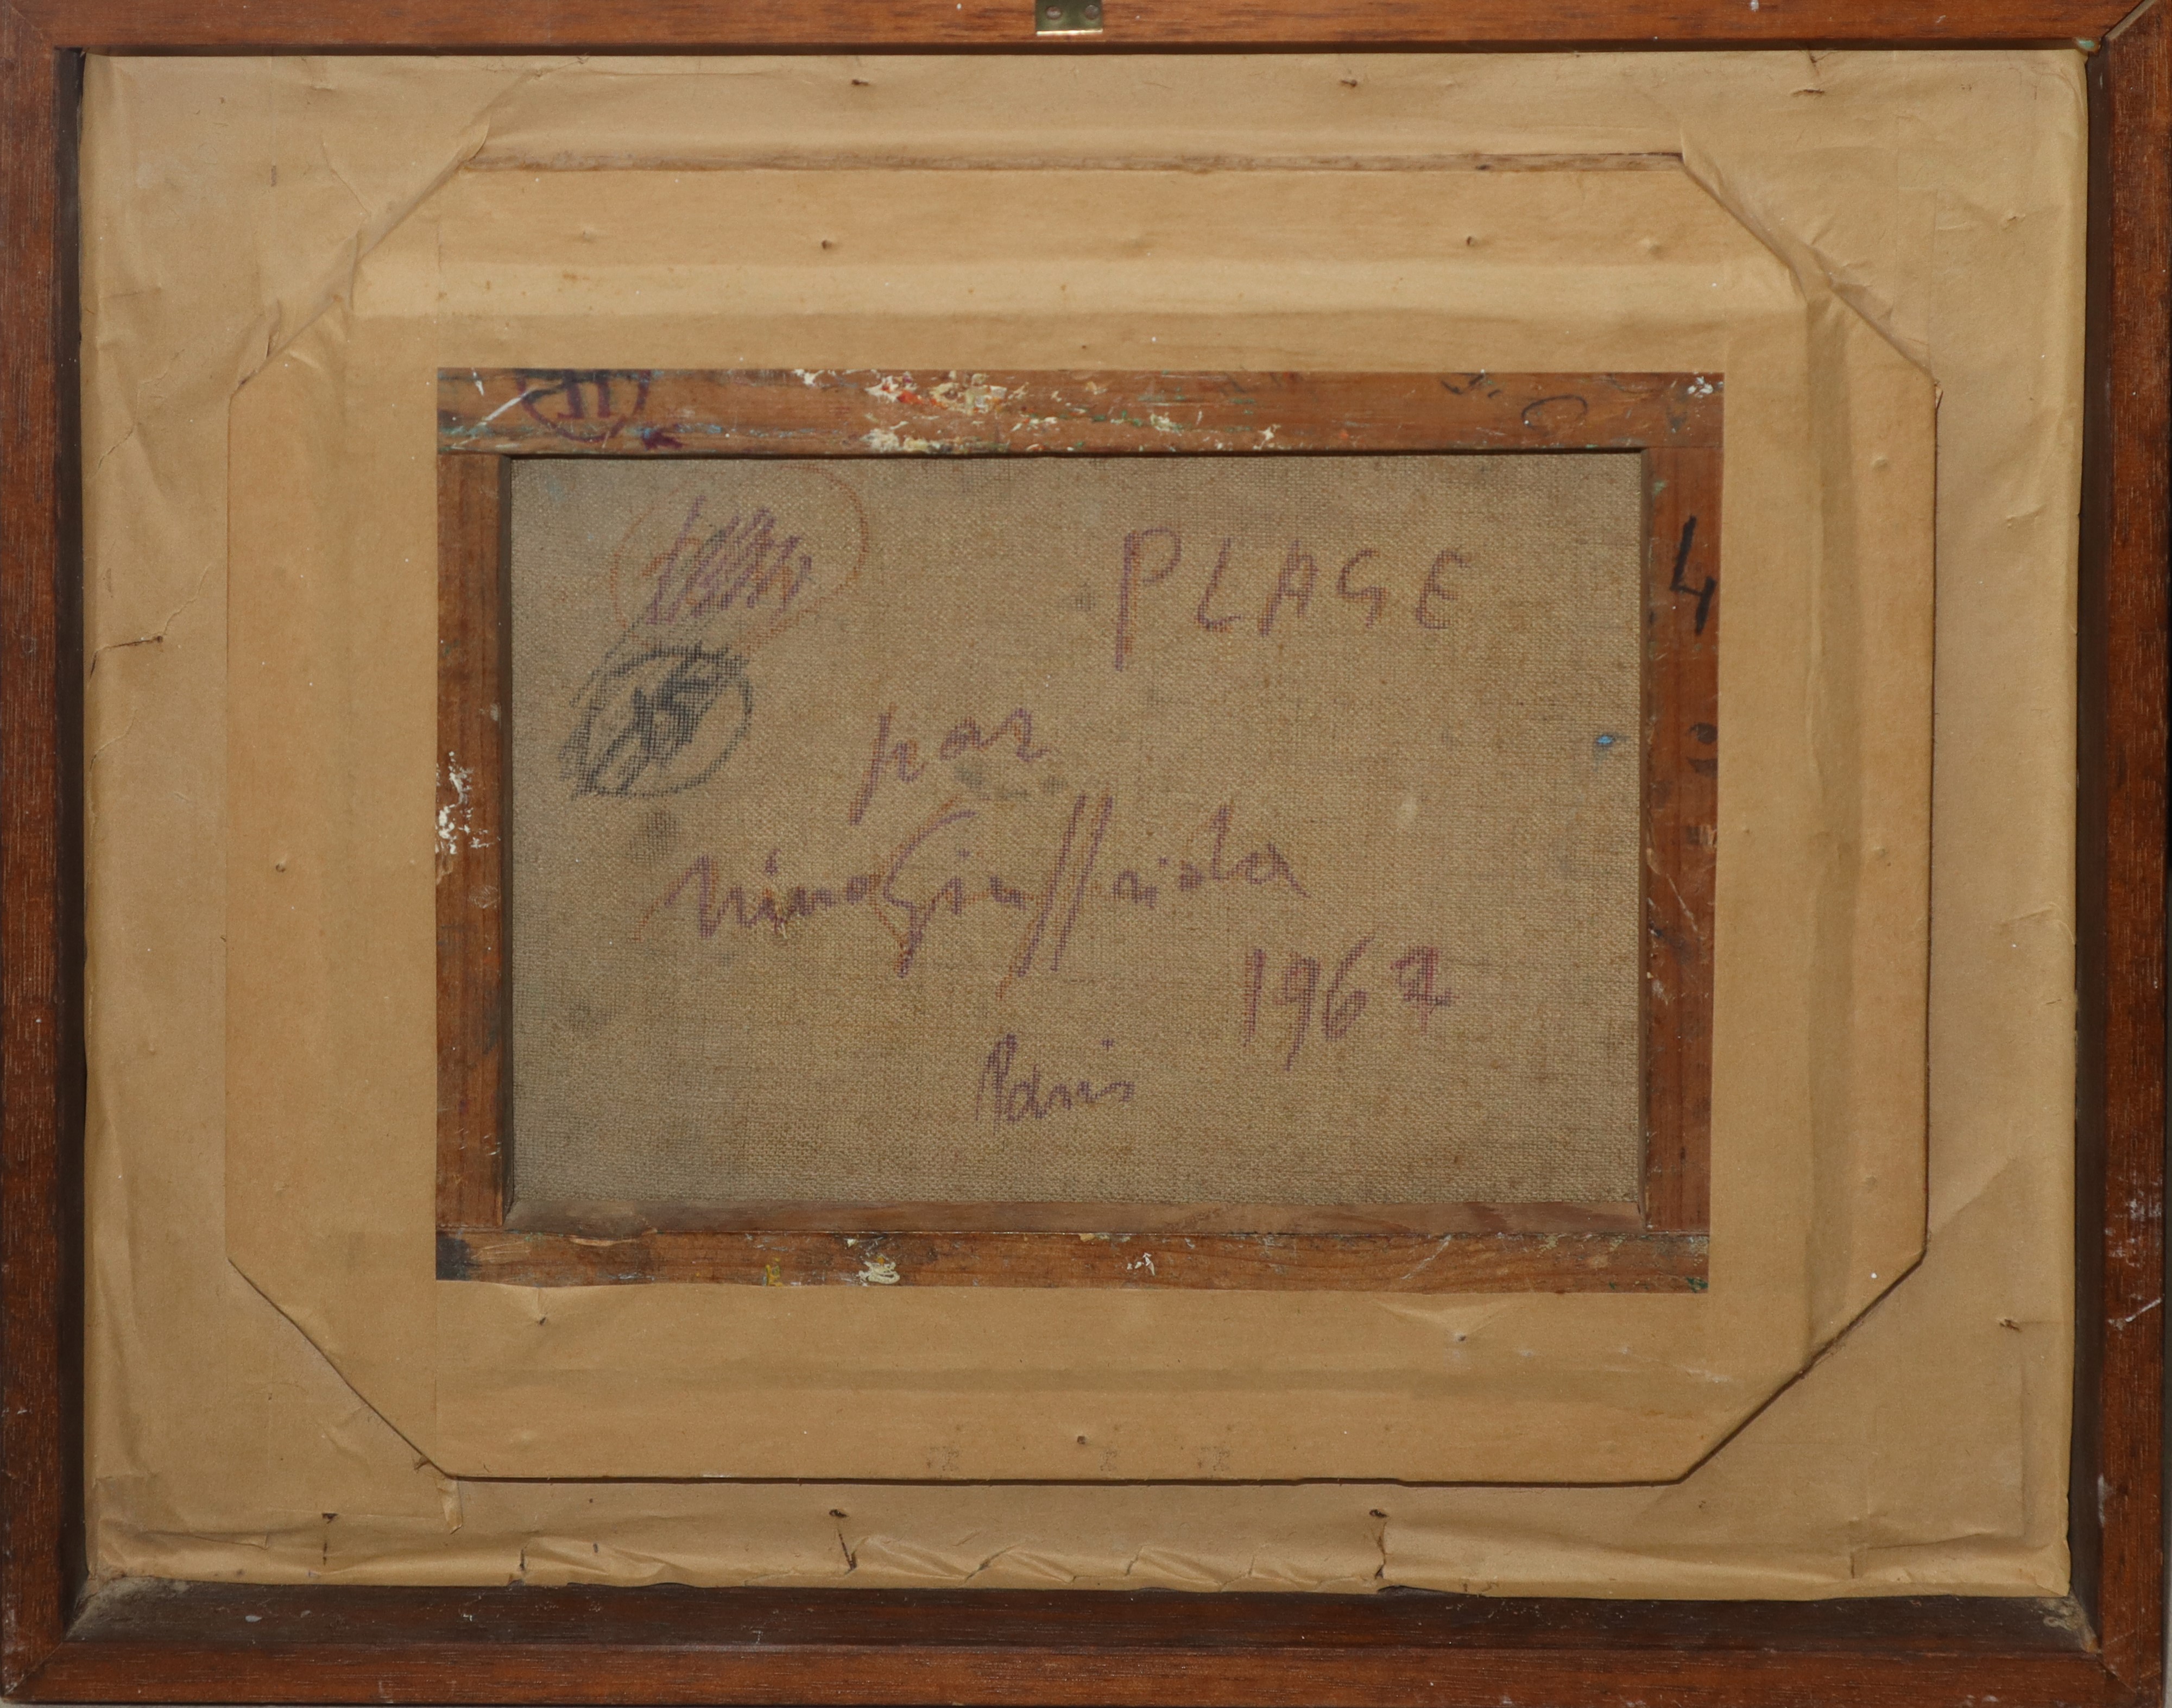 PLAGE
4
par
Nino Giuffrida
1967
Paris